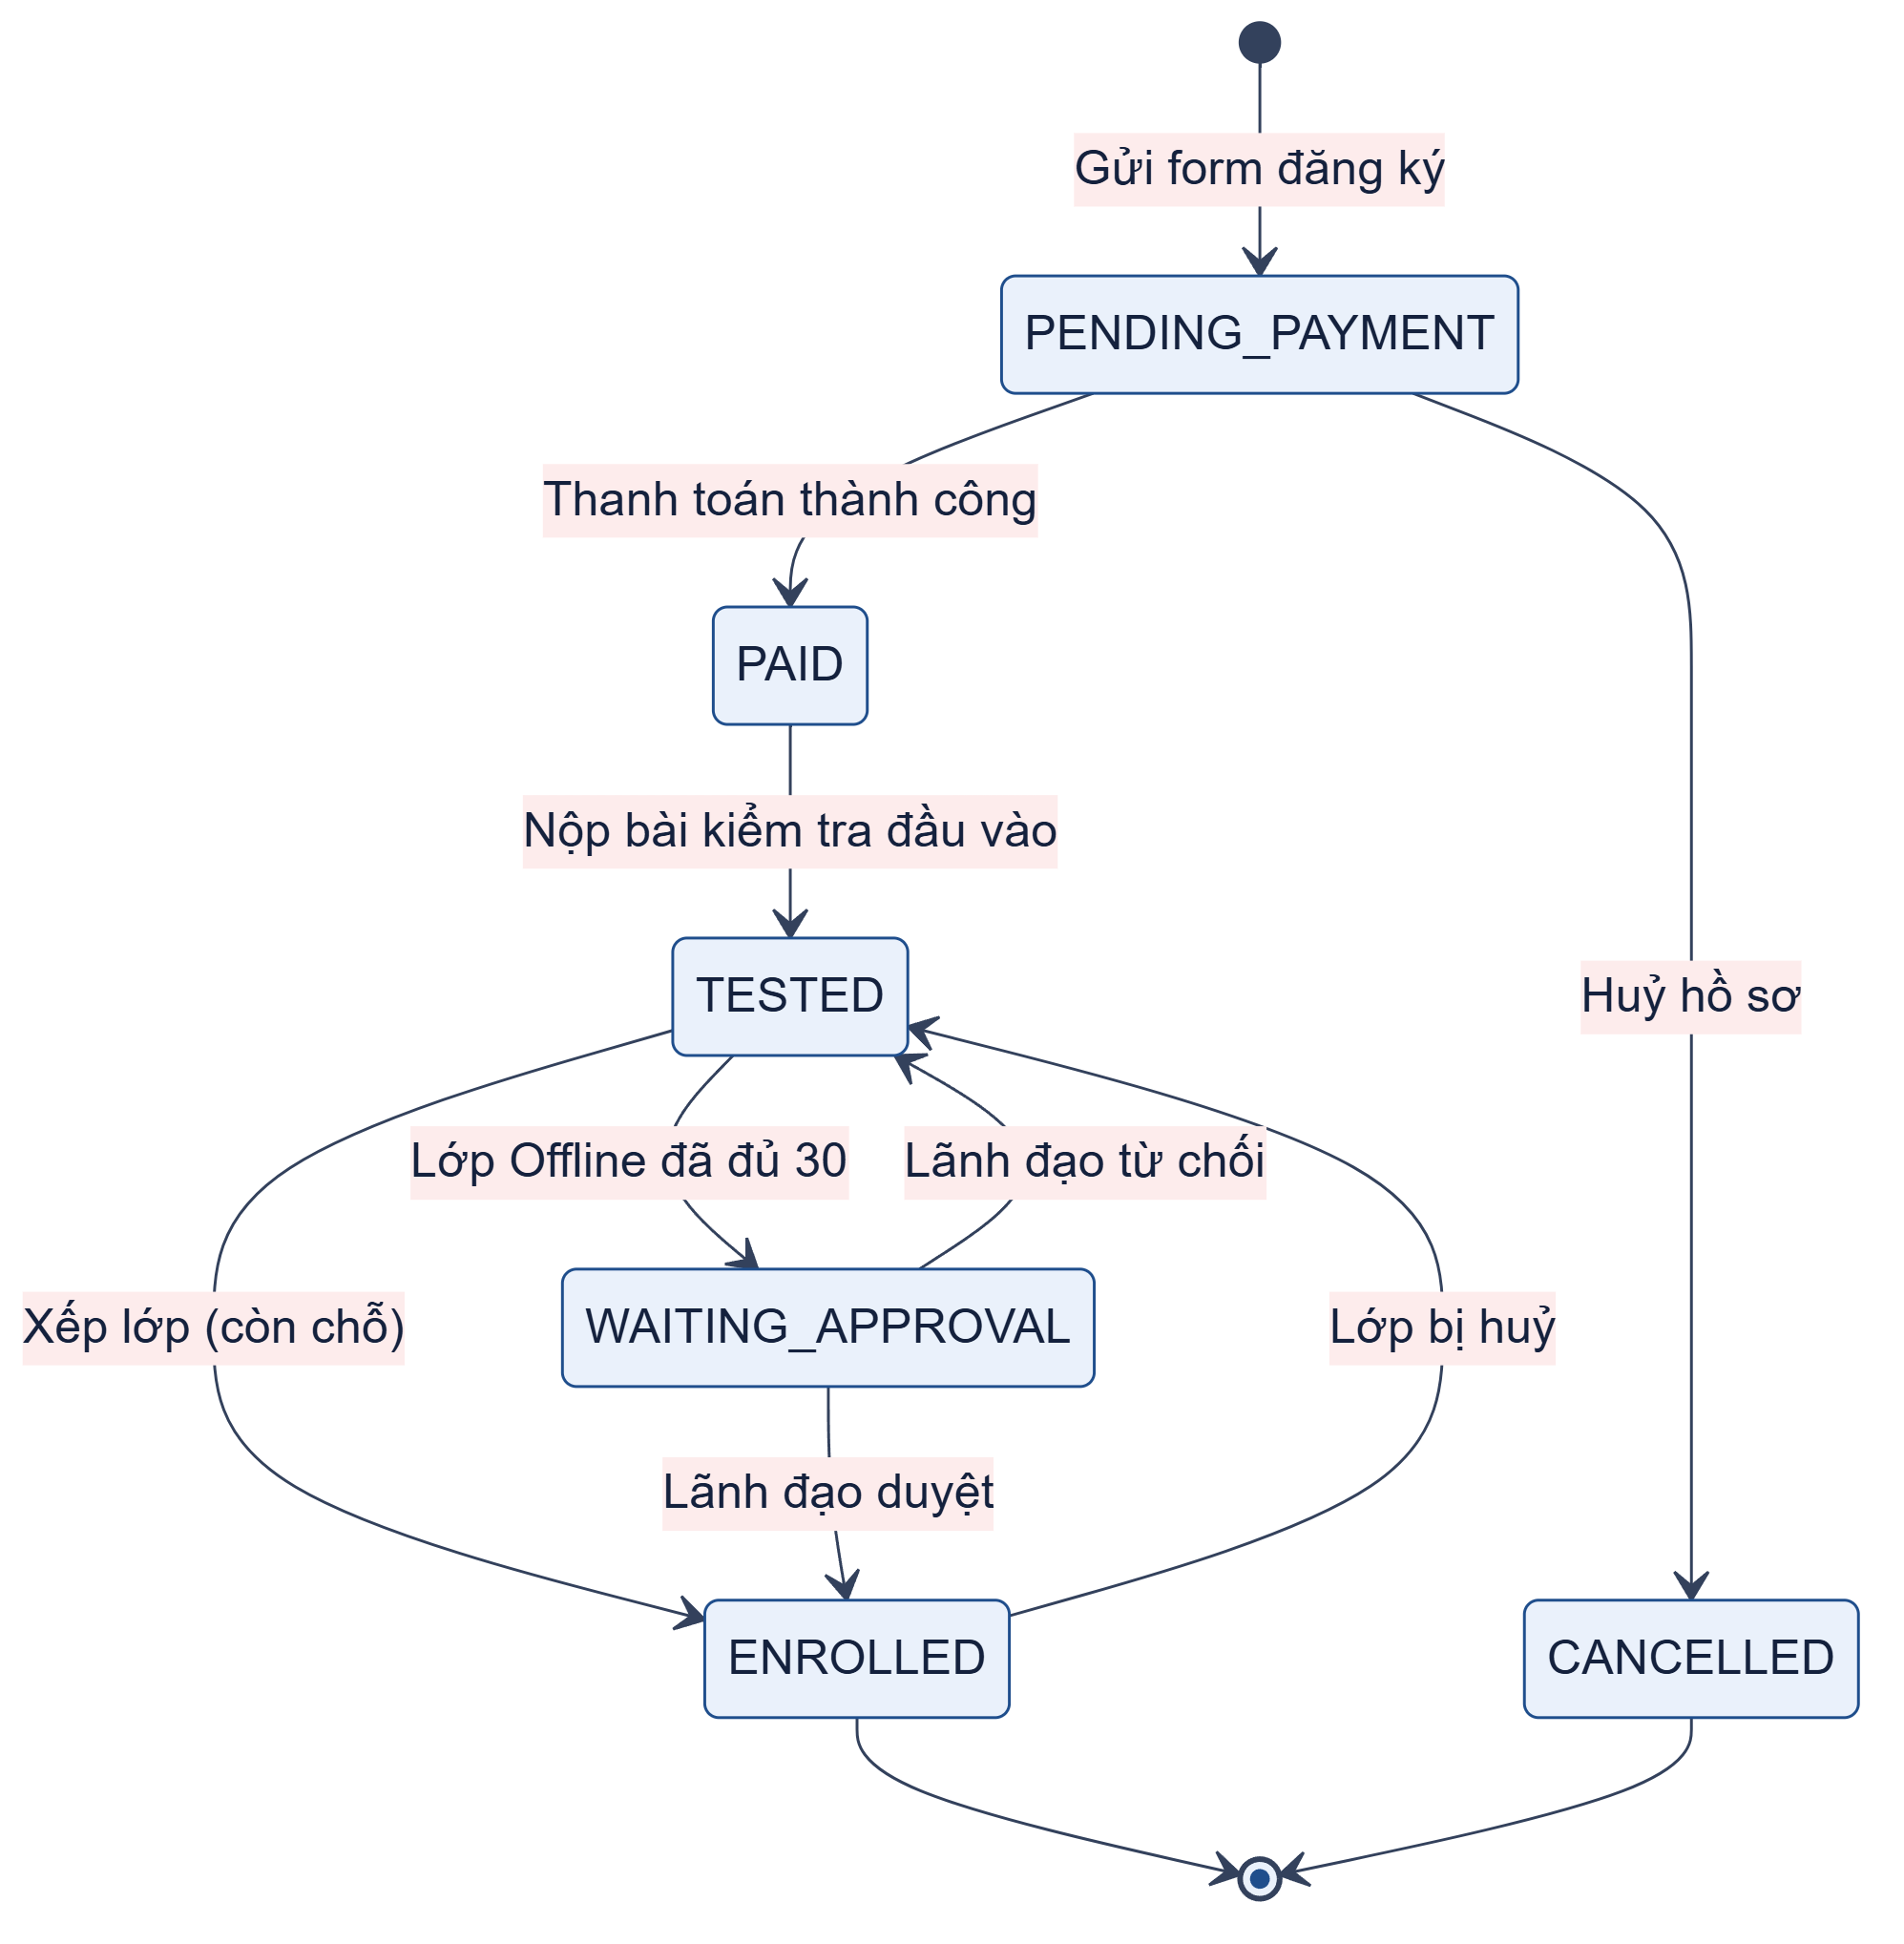 Gửi form đăng ký
PENDING_PAYMENT
Thanh toán thành công
PAID
Nộp bài kiểm tra đầu vào
TESTED
Huỷ hồ sơ
Lớp Offline đã đủ 30
Lãnh đạo từ chối
Xếp lớp (còn chỗ)
WAITING_APPROVAL
Lớp bị huỷ
Lãnh đạo duyệt
ENROLLED
CANCELLED